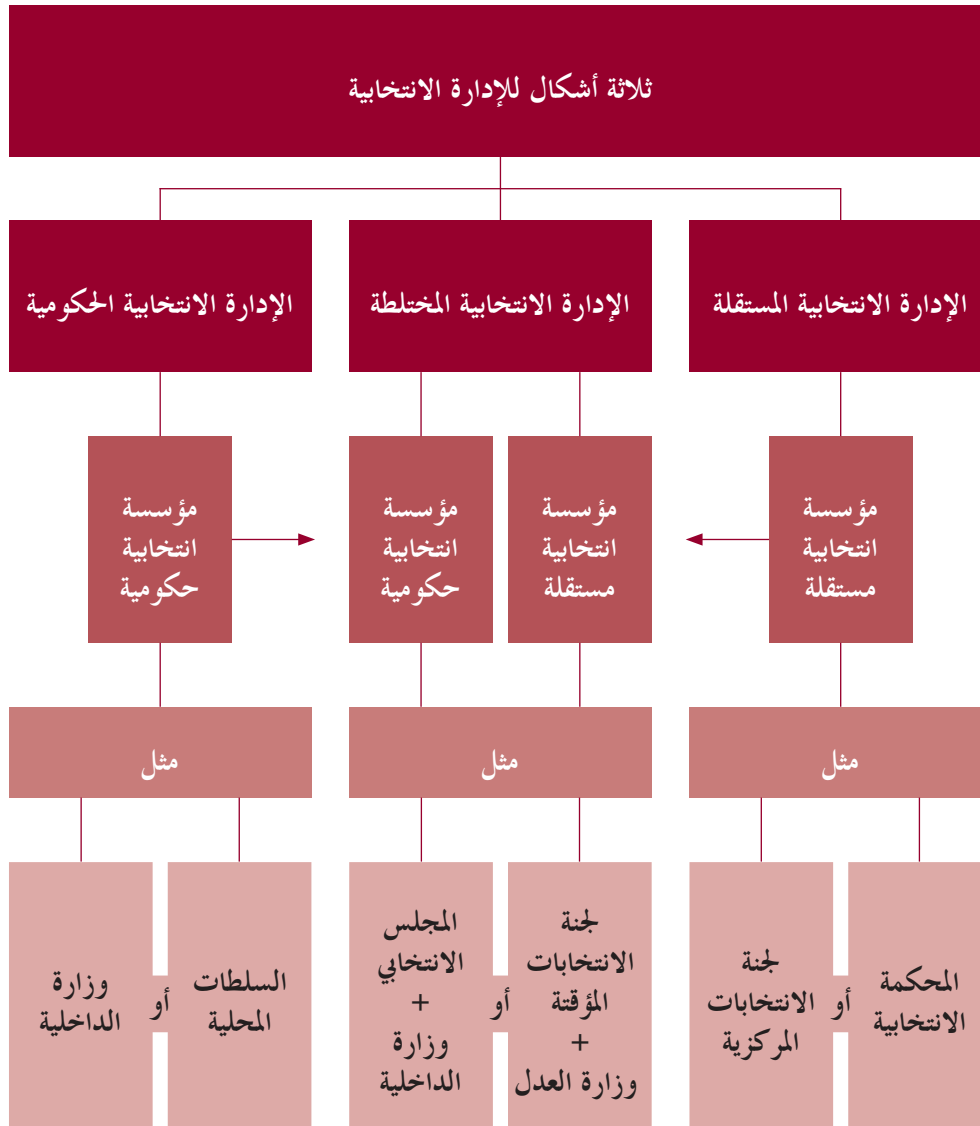 ثلاثة أشكال للإدارة الانتخابية
الإدارة الانتخابية المستقلة
الإدارة الانتخابية المختلطة
الإدارة الانتخابية الحكومية
مؤسسة
انتخابية
مستقلة
مؤسسة
انتخابية
مستقلة
مؤسسة
انتخابية
حكومية
مؤسسة
انتخابية
حكومية
مثل
مثل
مثل
المحكمة
الانتخابية
أو
لجنة
الانتخابات
المركزية
لجنة
الانتخابات
المؤقتة
+
وزارة العدل
أو
المجلس
الانتخابي
+
وزارة
الداخلية
السلطات
المحلية
أو
وزارة
الداخلية